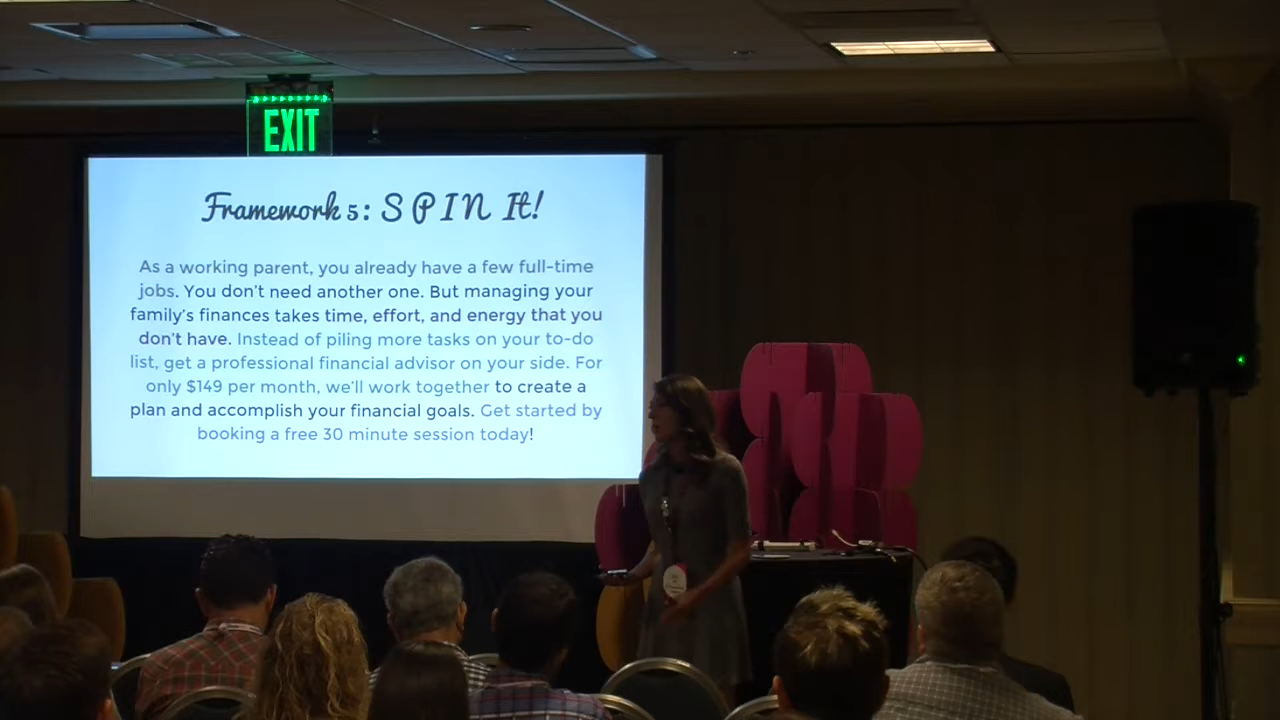 EXIT
Framework 5: S P I N It!
As a working parent, you already have a few full-time
jobs. You don't need another one. But managing your
family's finances takes time, effort, and energy that you
don't have. Instead of piling more tasks on your to-do
list, get a professional financial advisor on your side. For
only $149 per month, we'll work together to create a
plan and accomplish your financial goals. Get started by
booking a free 30 minute session today!